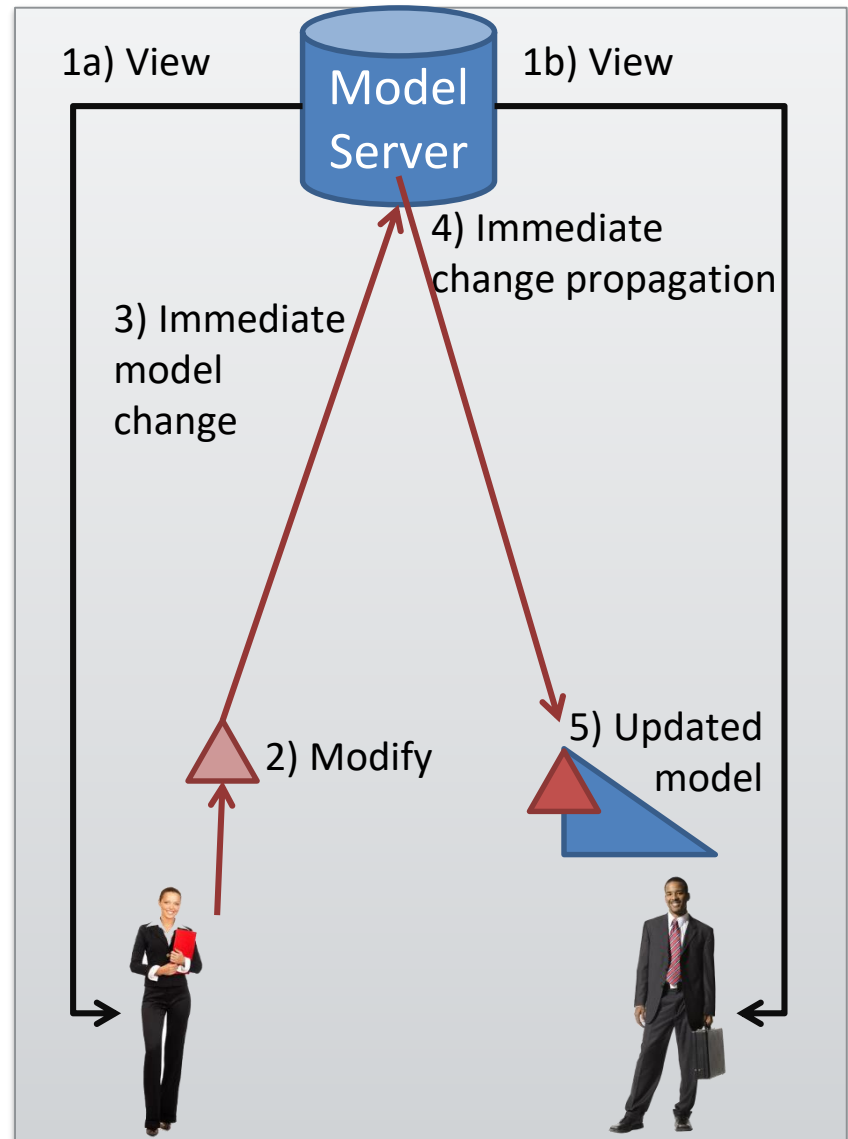 1a) View
Model
Server
1b) View
4) Immediate
change propagation
3) Immediate
model
change
2) Modify
5) Updated
model